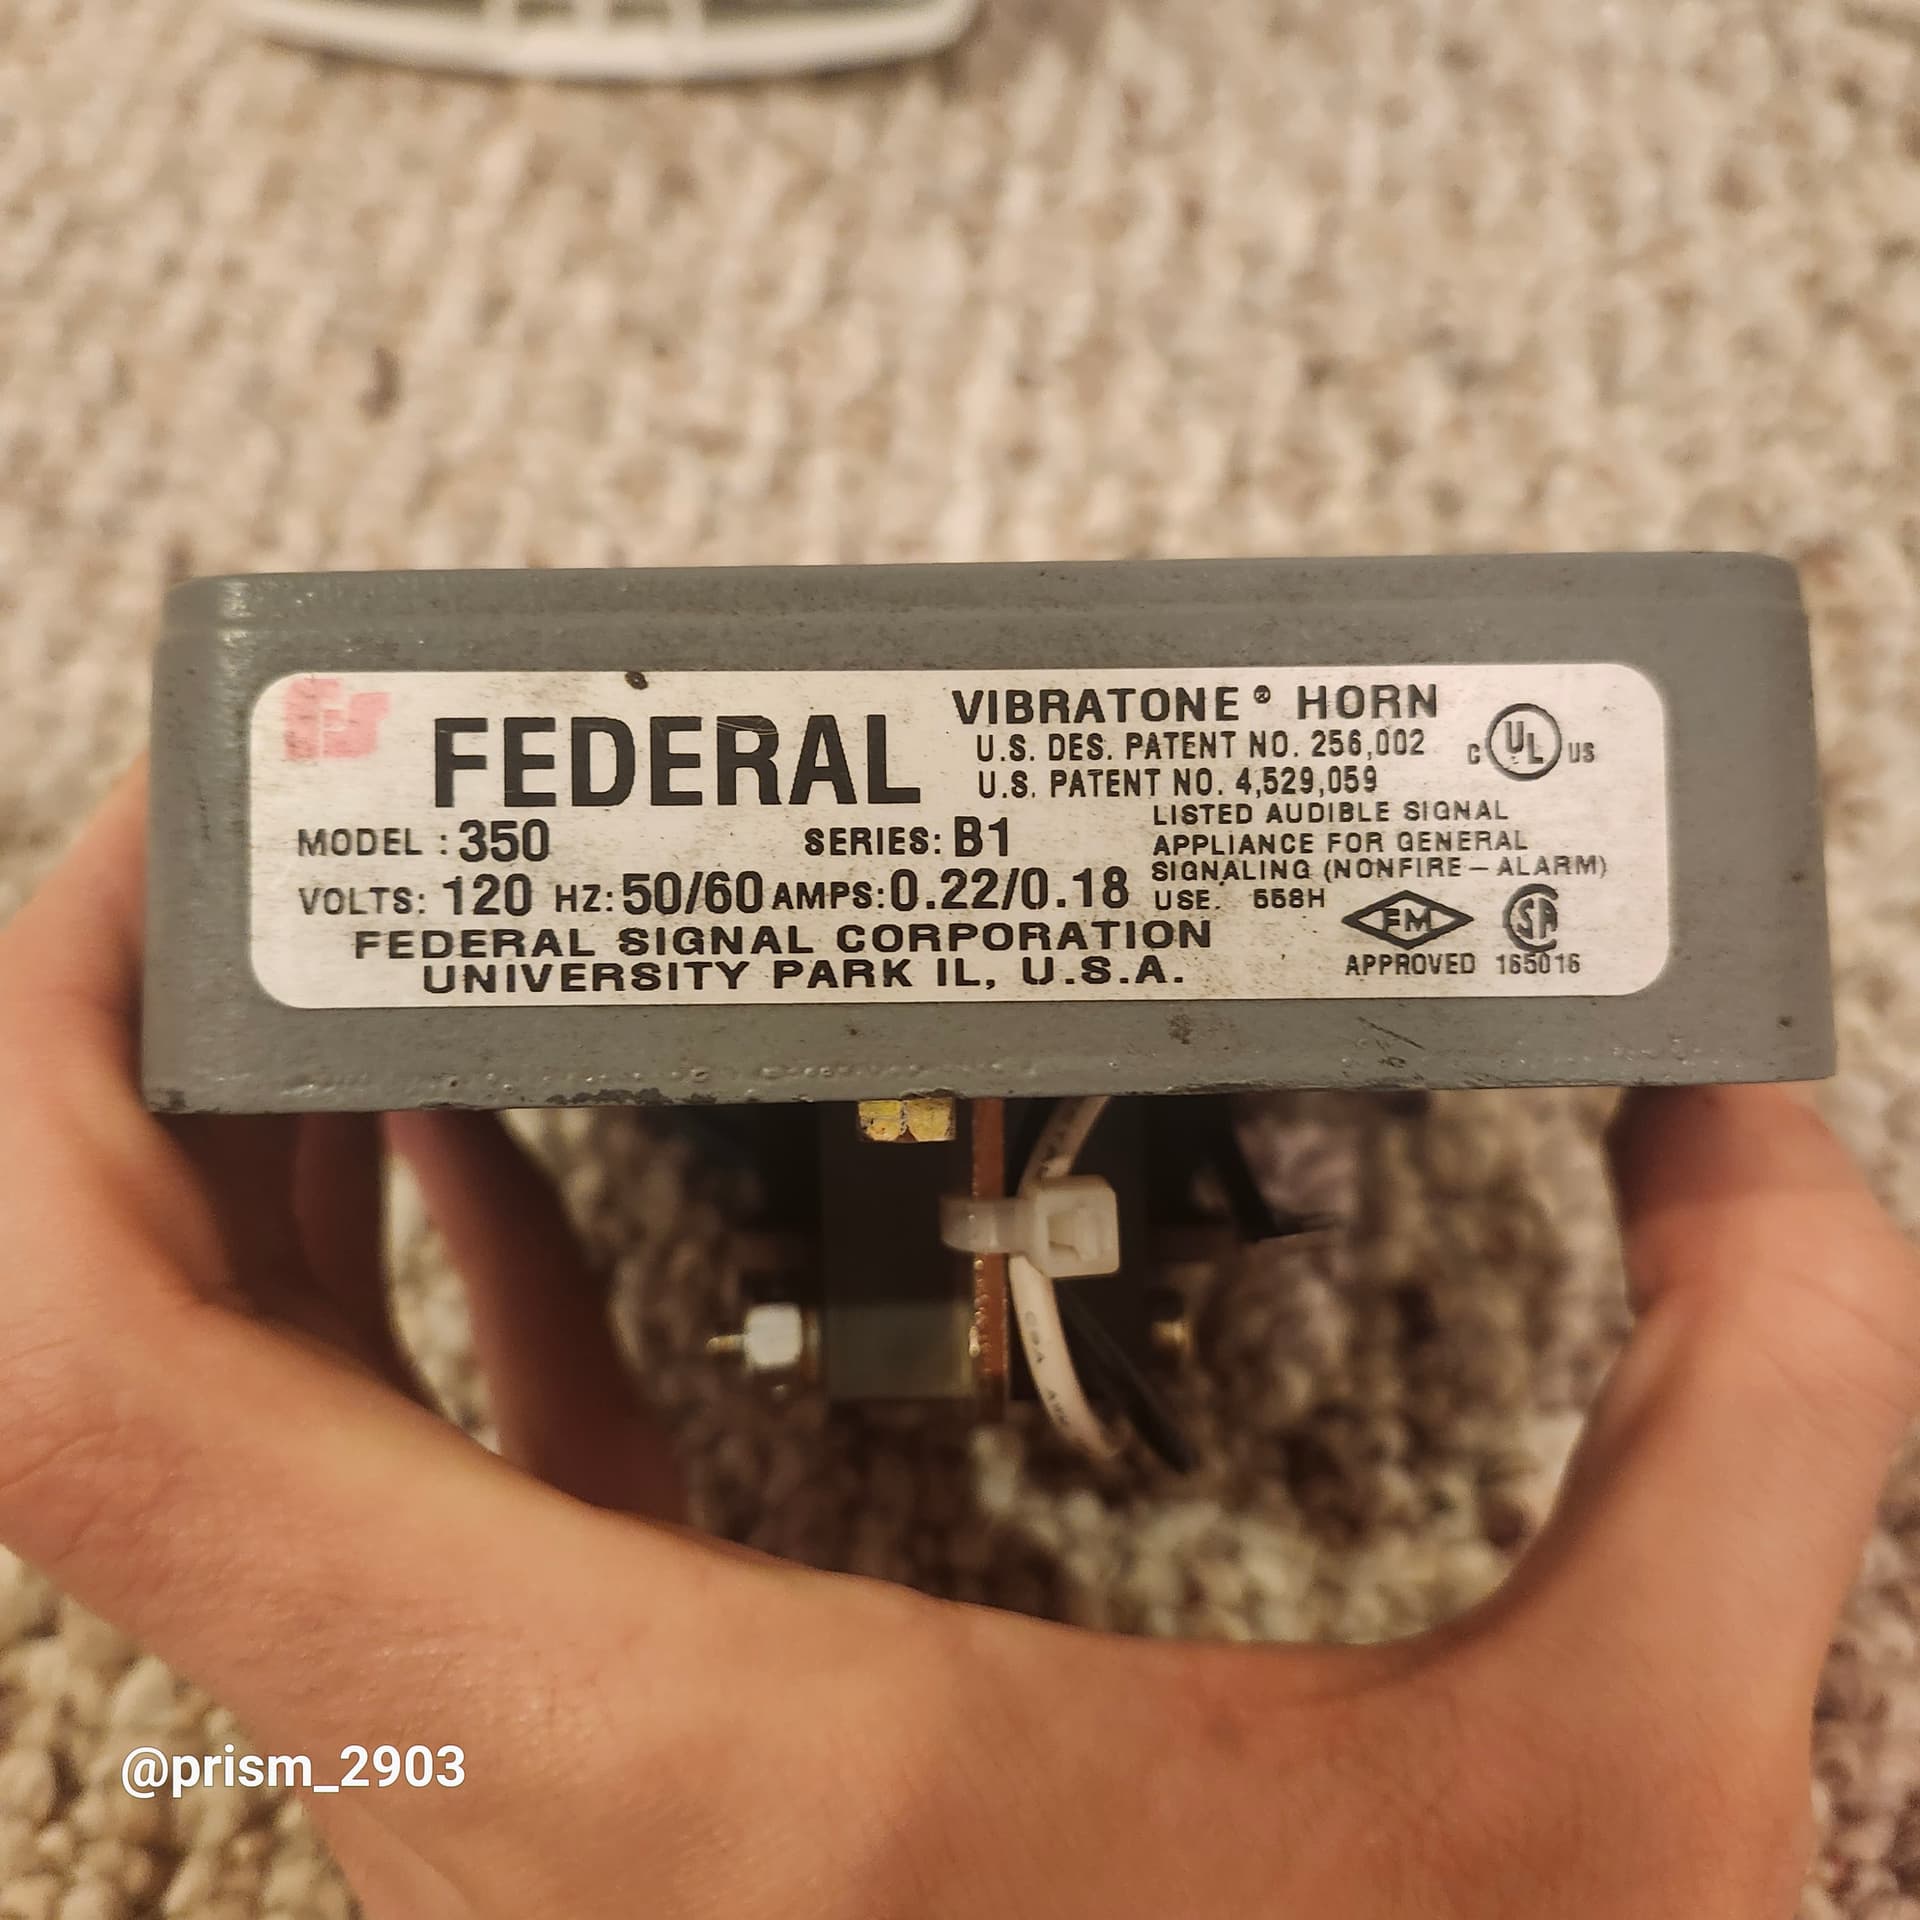 FS
FEDERAL
VIBRATONE® HORN
U.S. DES. PATENT NO. 256,002
U.S. PATENT NO. 4,529,059
C UL US
LISTED AUDIBLE SIGNAL
APPLIANCE FOR GENERAL
SIGNALING (NONFIRE-ALARM)
USE. 558H
MODEL : 350 SERIES: B1
VOLTS: 120 HZ: 50/60 AMPS: 0.22/0.18
FEDERAL SIGNAL CORPORATION
UNIVERSITY PARK IL, U.S.A.
FM
APPROVED
SA
165016
@prism_2903